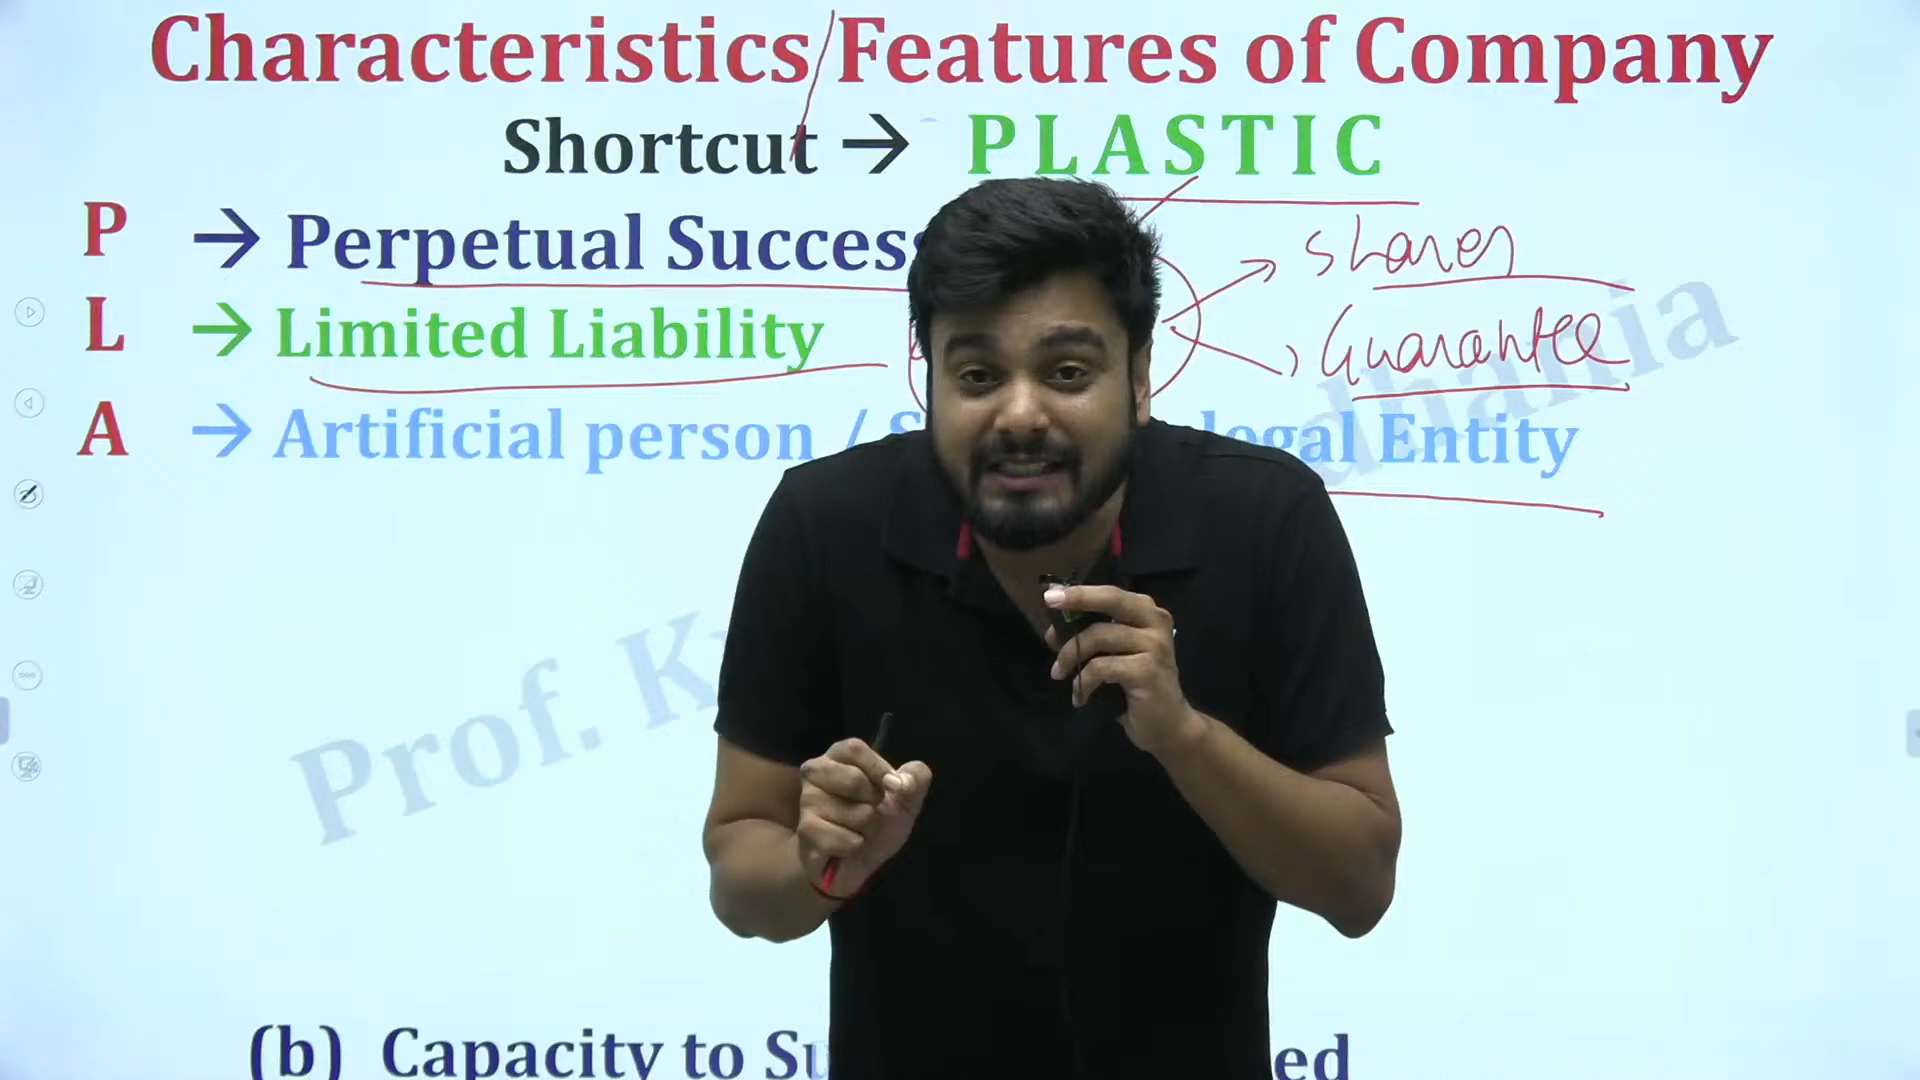 Characteristics/Features of Company
Shortcut → PLASTIC
P → Perpetual Success
Shares
L → Limited Liability
Guarantee
A → Artificial person / S legal Entity
dhania
Prof. K
(b) Capacity to Su ed